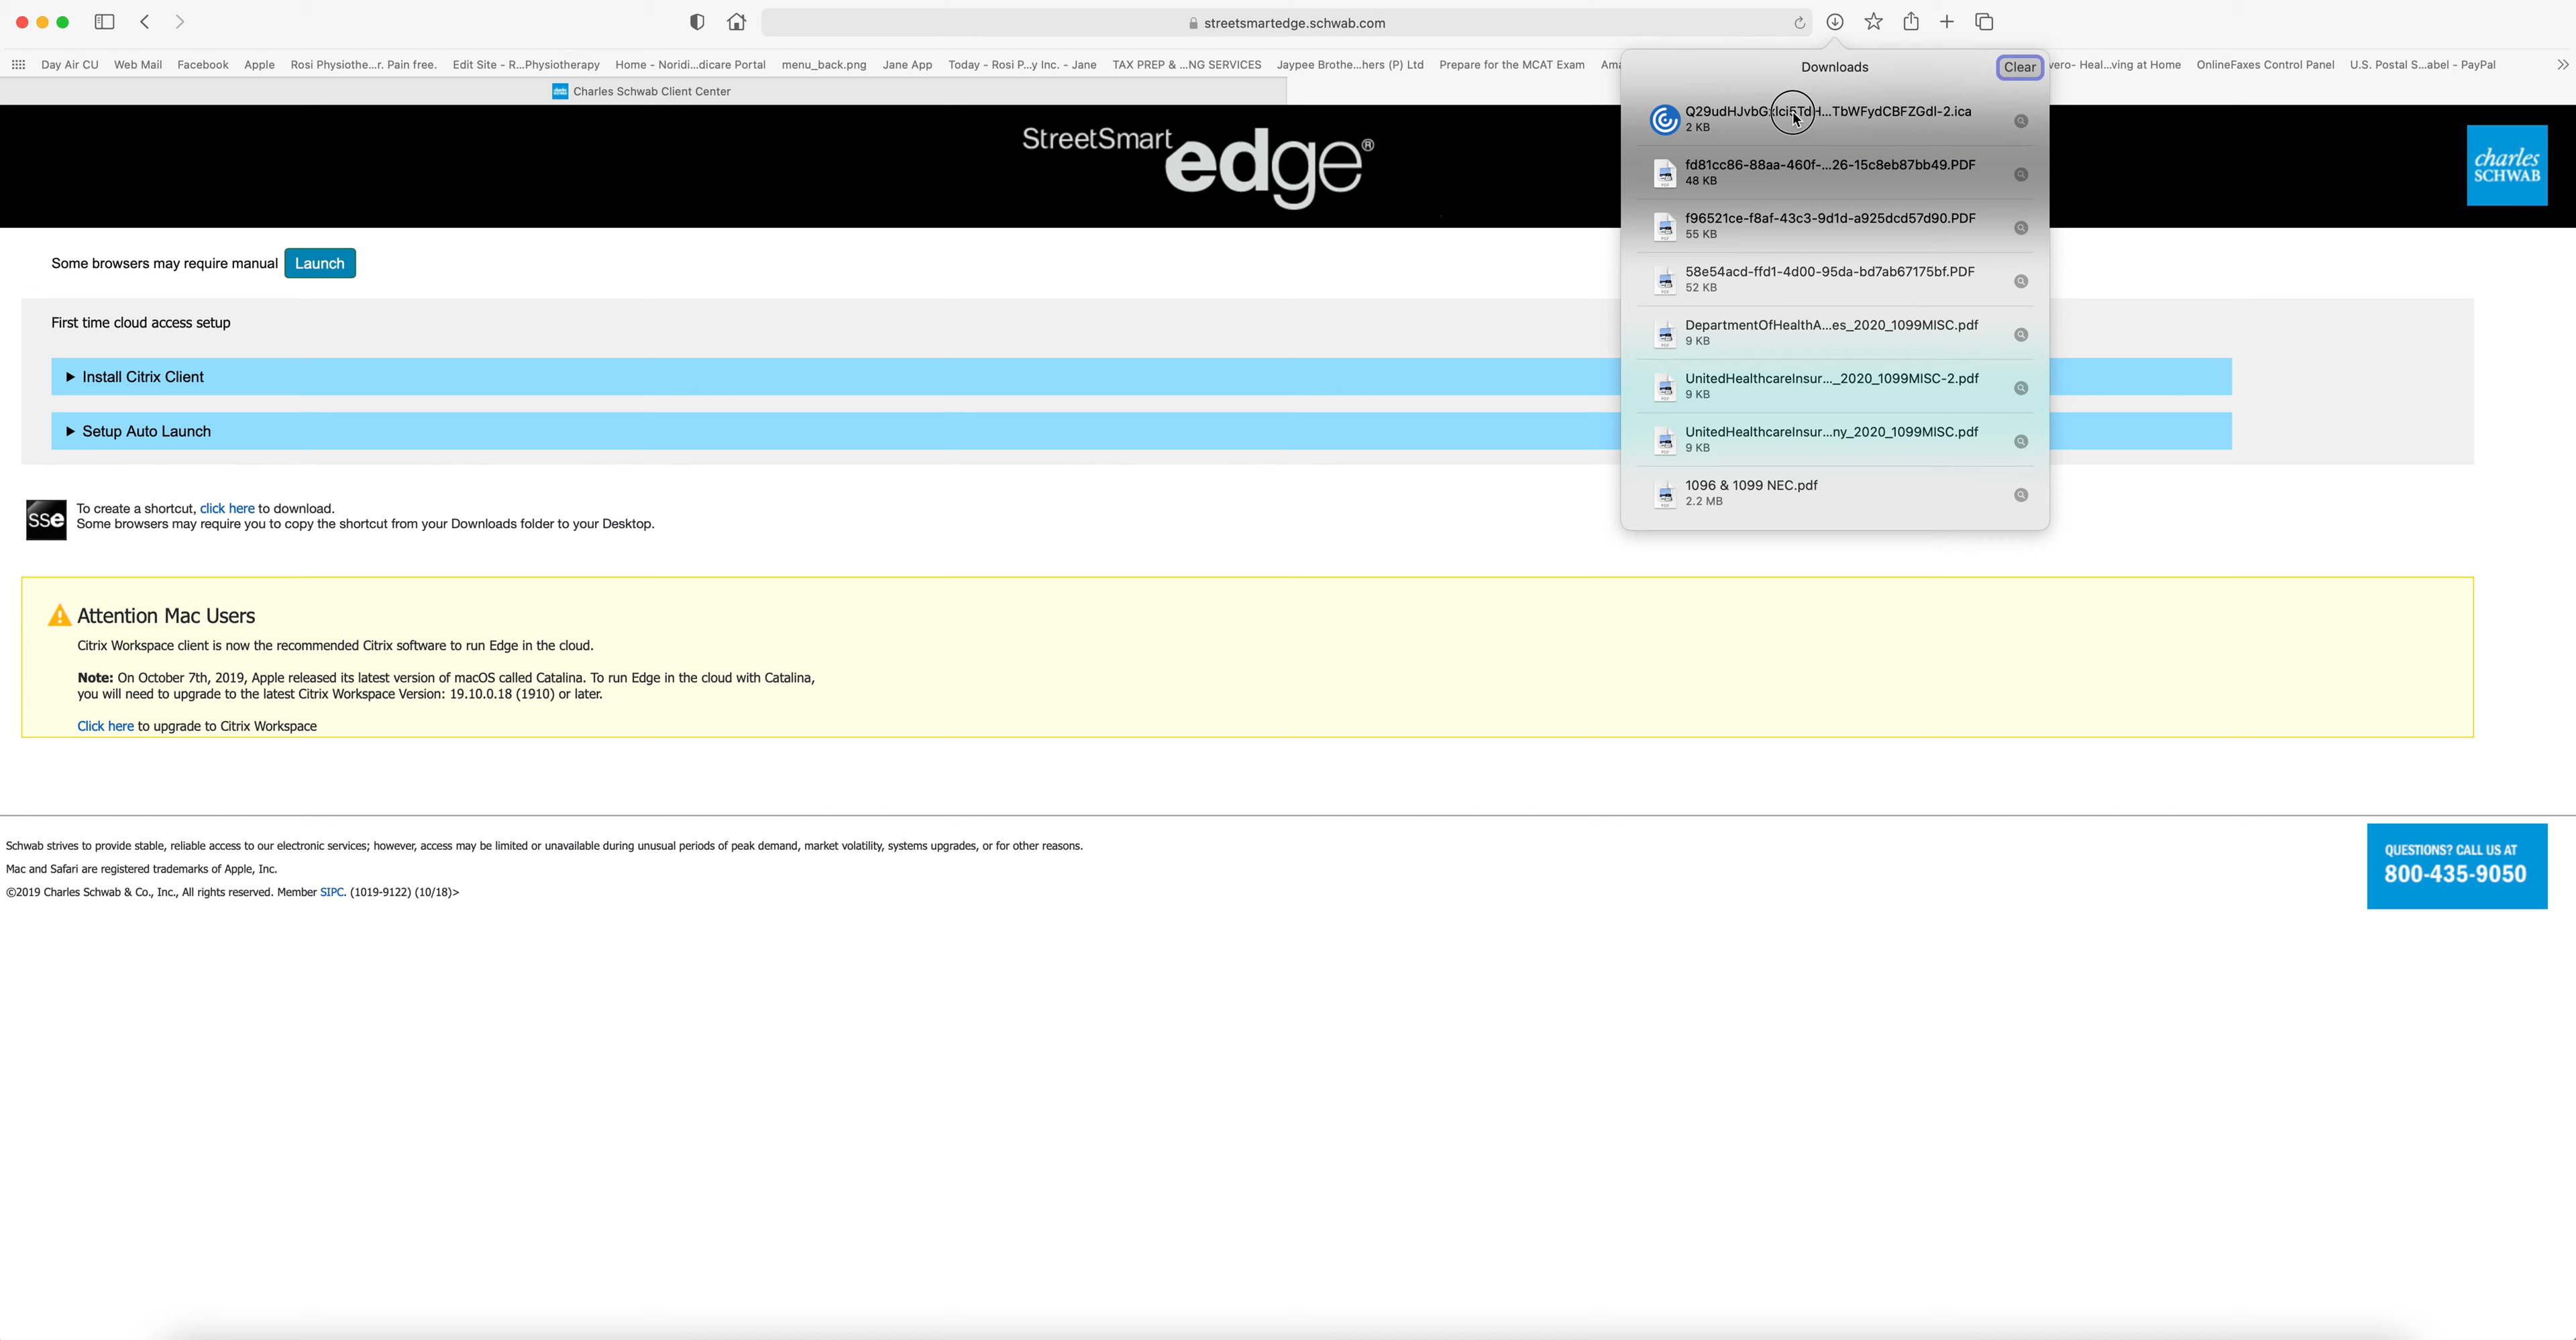 streetsmartedge.schwab.com
Day Air CU Web Mail Facebook Apple Rosi Physiothe...r. Pain free. Edit Site - R...Physiotherapy Home - Noridi...dicare Portal menu_back.png Jane App Today - Rosi P...y Inc. - Jane TAX PREP & ...NG SERVICES Jaypee Brothe...hers (P) Ltd Prepare for the MCAT Exam vero- Heal...ving at Home OnlineFaxes Control Panel U.S. Postal S...abel - PayPal
Charles Schwab Client Center
Downloads Clear
2 KB
fd81cc86-88aa-460f-...26-15c8eb87bb49.PDF
48 KB
f96521ce-f8af-43c3-9d1d-a925dcd57d90.PDF
55 KB
58e54acd-ffd1-4d00-95da-bd7ab67175bf.PDF
52 KB
DepartmentOfHealthA...es_2020_1099MISC.pdf
9 KB
UnitedHealthcareInsur..._2020_1099MISC-2.pdf
9 KB
UnitedHealthcareInsur...ny_2020_1099MISC.pdf
9 KB
1096 & 1099 NEC.pdf
2.2 MB
StreetSmart edge®
charles
SCHWAB
Some browsers may require manual Launch
First time cloud access setup
Install Citrix Client
Setup Auto Launch
sse
To create a shortcut, click here to download.
Some browsers may require you to copy the shortcut from your Downloads folder to your Desktop.
Attention Mac Users
Citrix Workspace client is now the recommended Citrix software to run Edge in the cloud.
Note: On October 7th, 2019, Apple released its latest version of macOS called Catalina. To run Edge in the cloud with Catalina,
you will need to upgrade to the latest Citrix Workspace Version: 19.10.0.18 (1910) or later.
Click here to upgrade to Citrix Workspace
Schwab strives to provide stable, reliable access to our electronic services; however, access may be limited or unavailable during unusual periods of peak demand, market volatility, systems upgrades, or for other reasons.
Mac and Safari are registered trademarks of Apple, Inc.
©2019 Charles Schwab & Co., Inc., All rights reserved. Member SIPC. (1019-9122) (10/18)>
QUESTIONS? CALL US AT
800-435-9050